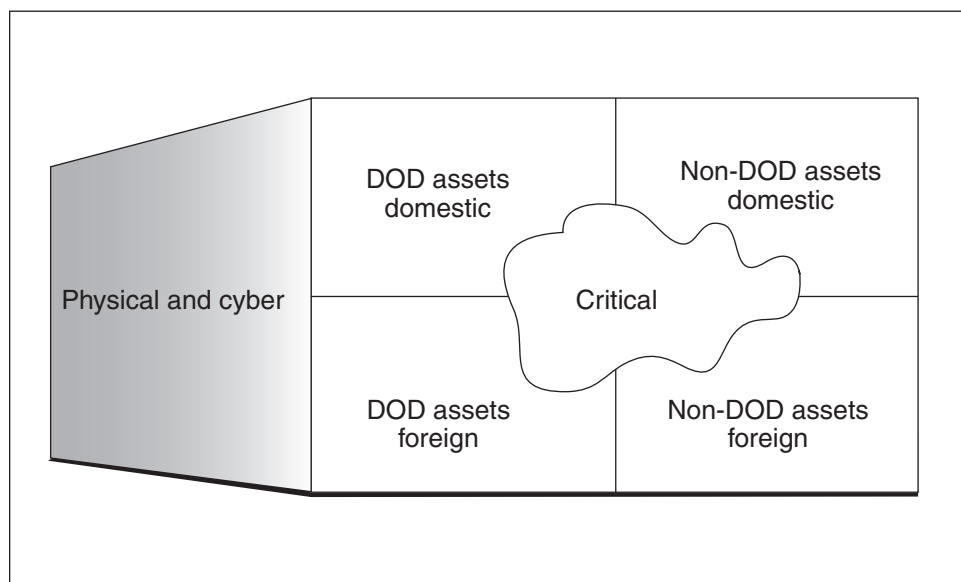 DOD assets
domestic
Non-DOD assets
domestic
Physical and cyber
Critical
DOD assets
foreign
Non-DOD assets
foreign